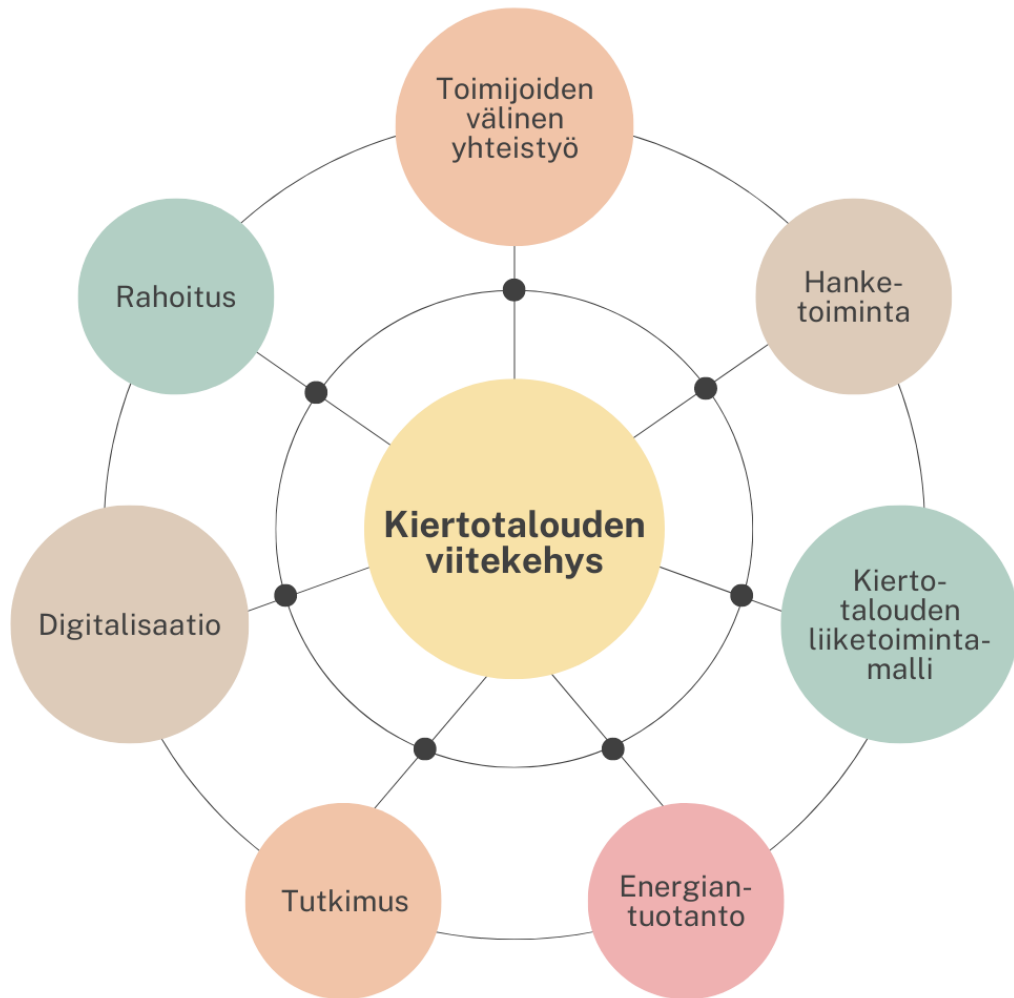 Toimijoiden
välinen
yhteistyö
Hanke-
toiminta
Kierto-
talouden
liiketoiminta-
malli
Energian-
tuotanto
Tutkimus
Digitalisaatio
Rahoitus
Kiertotalouden
viitekehys